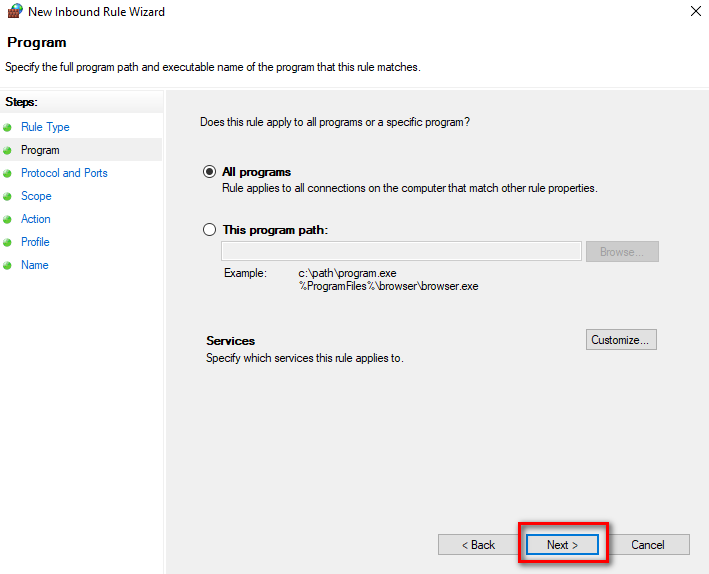 New Inbound Rule Wizard
Program
Specify the full program path and executable name of the program that this rule matches.
Steps:
Rule Type
Program
Protocol and Ports
Scope
Action
Profile
Name
Does this rule apply to all programs or a specific program?
All programs
Rule applies to all connections on the computer that match other rule properties.
This program path:
Browse...
Example:
c:\path\program.exe
%ProgramFiles%\browser\browser.exe
Services
Customize...
Specify which services this rule applies to.
< Back
Next >
Cancel